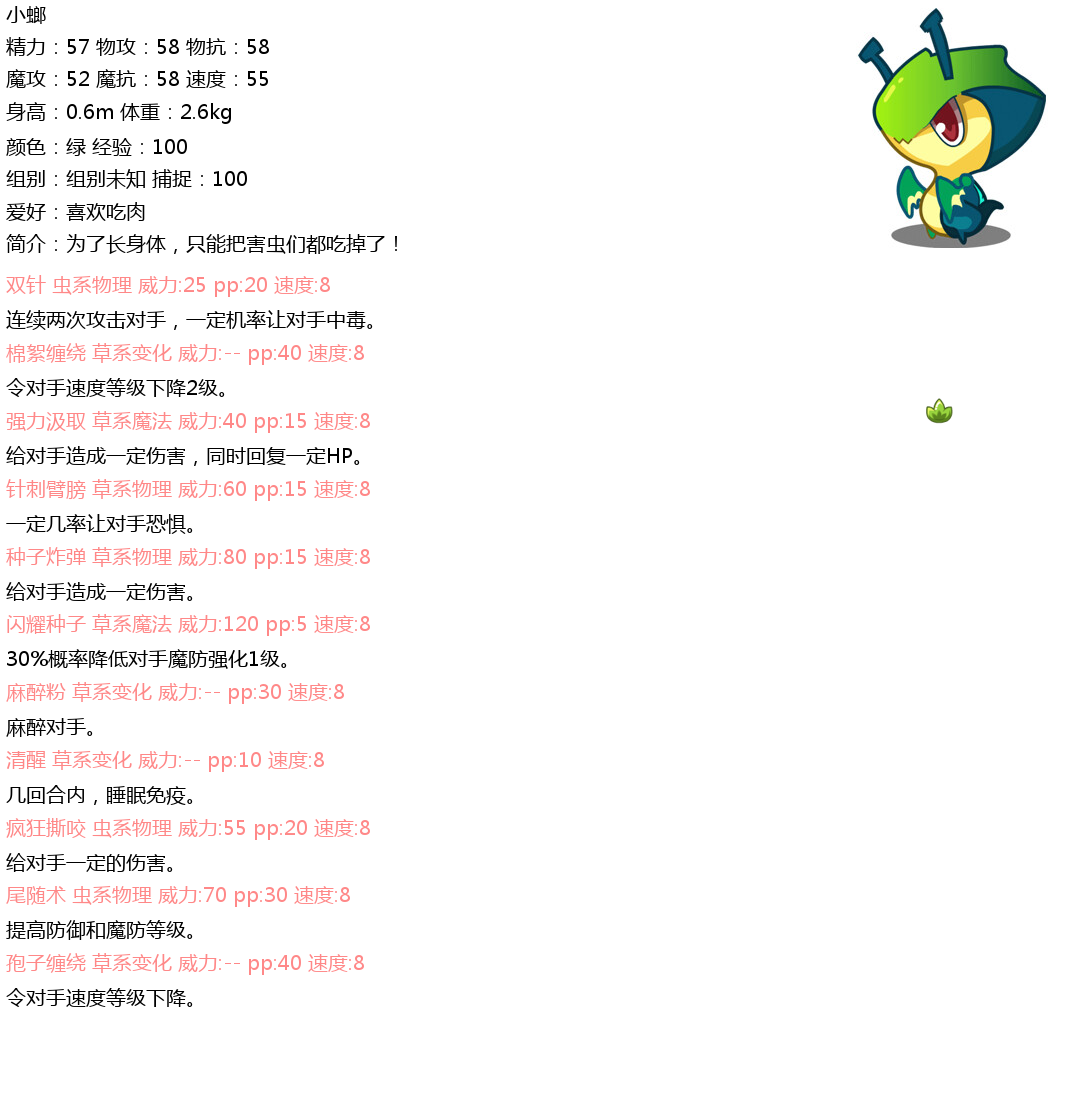 小螂
精力：57 物攻：58 物抗：58
魔攻：52 魔抗：58 速度：55
身高：0.6m 体重：2.6kg
颜色：绿 经验：100
组别：组别未知 捕捉：100
爱好：喜欢吃肉
简介：为了长身体，只能把害虫们都吃掉了！
双针 虫系物理 威力:25 pp:20 速度:8
连续两次攻击对手，一定机率让对手中毒。
棉絮缠绕 草系变化 威力:-- pp:40 速度:8
令对手速度等级下降2级。
强力汲取 草系魔法 威力:40 pp:15 速度:8
给对手造成一定伤害，同时回复一定HP。
针刺臂膀 草系物理 威力:60 pp:15 速度:8
一定几率让对手恐惧。
种子炸弹 草系物理 威力:80 pp:15 速度:8
给对手造成一定伤害。
闪耀种子 草系魔法 威力:120 pp:5 速度:8
30%概率降低对手魔防强化1级。
麻醉粉 草系变化 威力:-- pp:30 速度:8
麻醉对手。
清醒 草系变化 威力:-- pp:10 速度:8
几回合内，睡眠免疫。
疯狂撕咬 虫系物理 威力:55 pp:20 速度:8
给对手一定的伤害。
尾随术 虫系物理 威力:70 pp:30 速度:8
提高防御和魔防等级。
孢子缠绕 草系变化 威力:-- pp:40 速度:8
令对手速度等级下降。